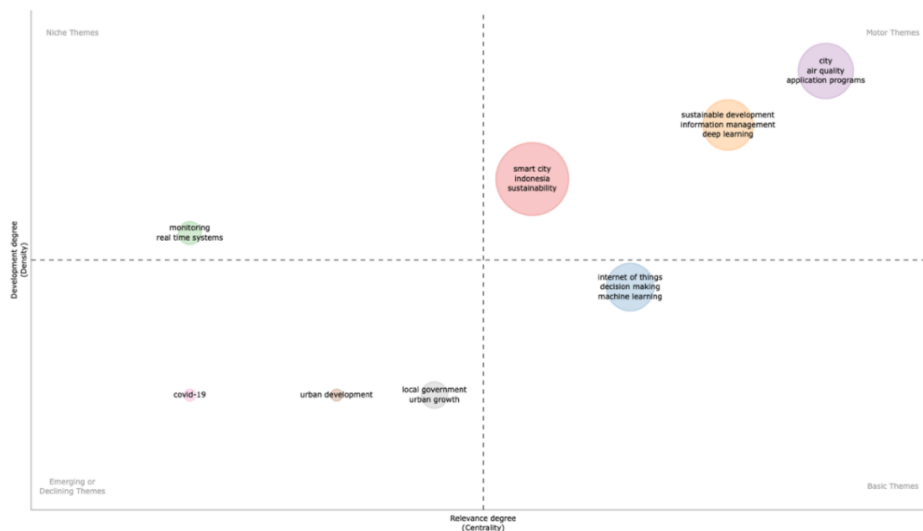 Niche Themes
Motor Themes
city
air quality
application programs
sustainable development
information management
deep learning
smart city
indonesia
sustainability
monitoring
real time systems
Development degree
(Density)
internet of things
decision making
machine learning
covid-19
urban development
local government
urban growth
Emerging or
Declining Themes
Basic Themes
Relevance degree
(Centrality)